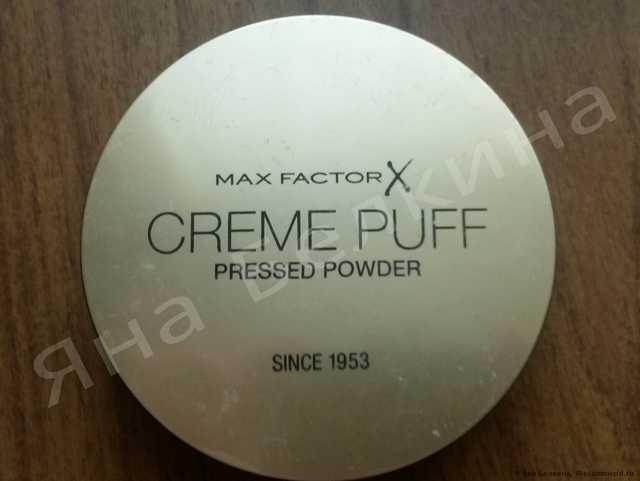 MAX FACTOR X
CREME PUFF
PRESSED POWDER
SINCE 1953
Яна Белкина